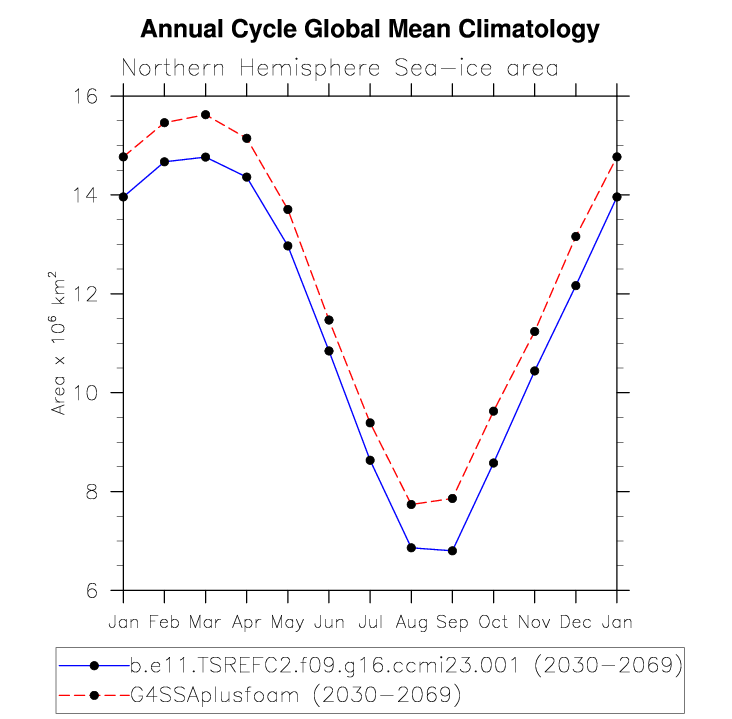 Annual Cycle Global Mean Climatology
Northern Hemisphere Sea-ice area
16
14
12
10
8
6
Area x 10⁶ km²
Jan Feb Mar Apr May Jun Jul Aug Sep Oct Nov Dec Jan
b.e11.TSREFC2.f09.g16.ccmi23.001 (2030-2069)
G4SSAplusfoam (2030-2069)